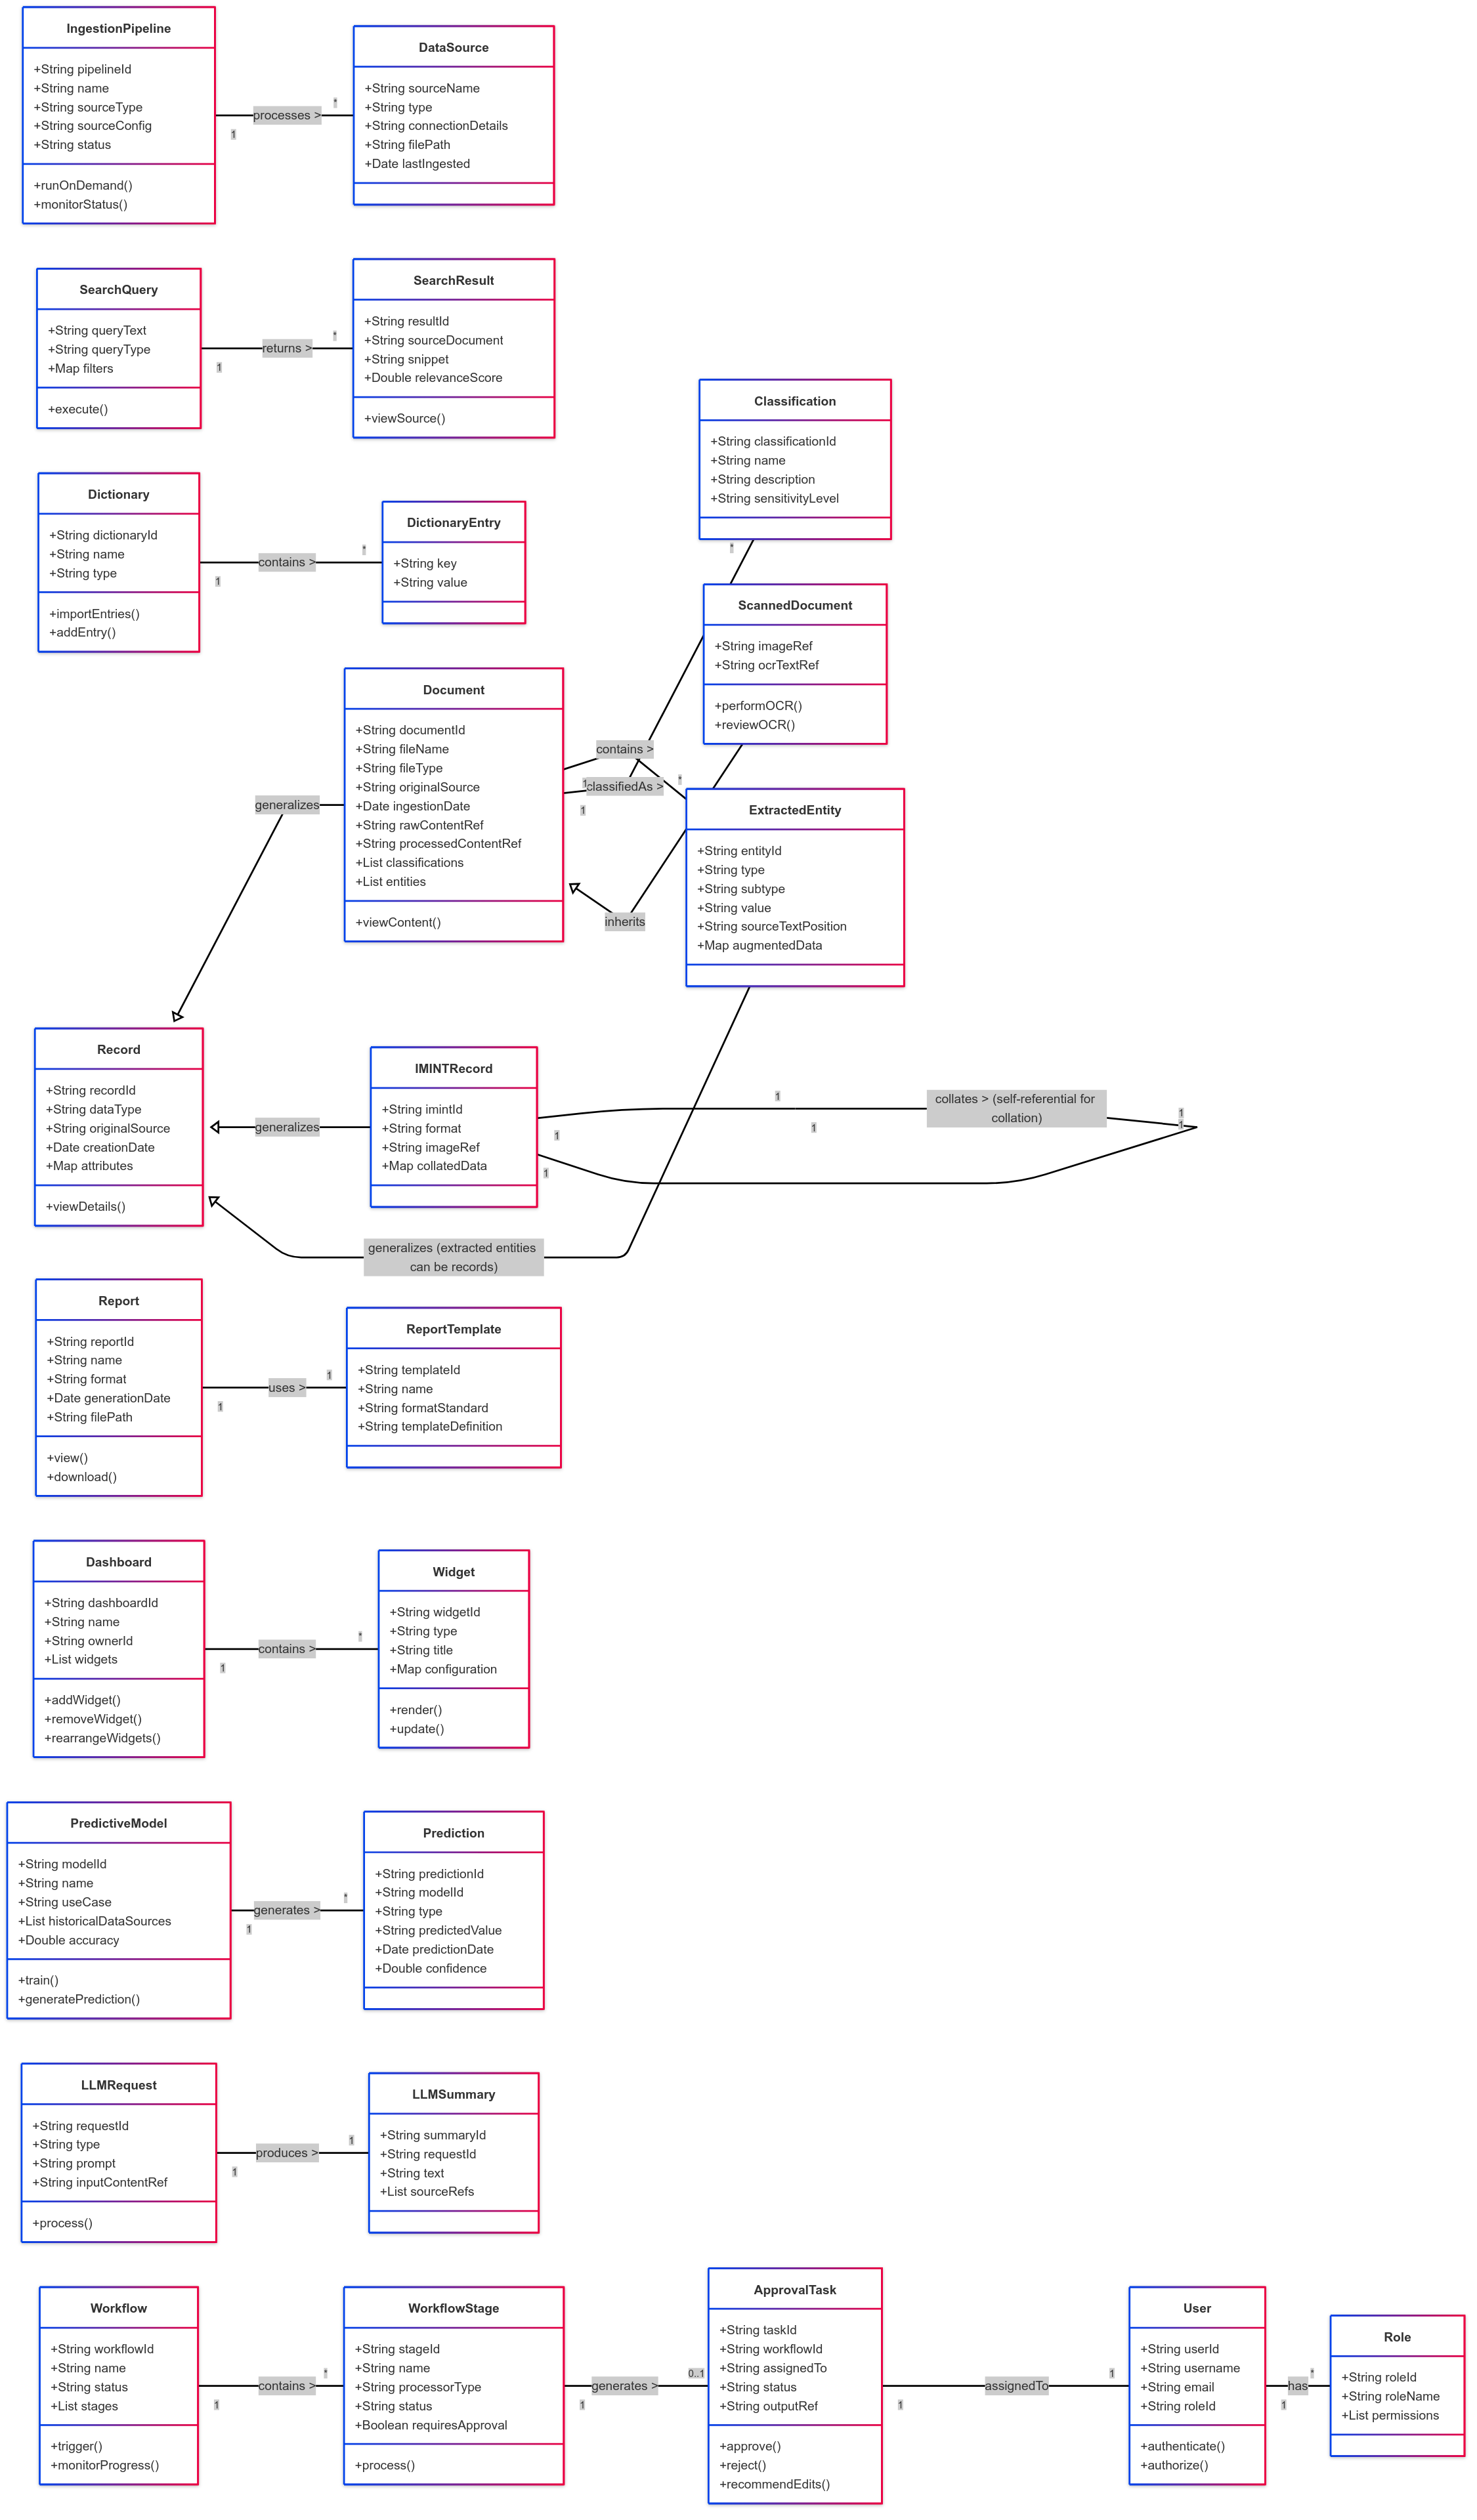 IngestionPipeline
+String pipelineId
+String name
+String sourceType
+String sourceConfig
+String status
+runOnDemand()
+monitorStatus()
1
processes >
*
DataSource
+String sourceName
+String type
+String connectionDetails
+String filePath
+Date lastIngested
SearchQuery
+String queryText
+String queryType
+Map filters
+execute()
1
returns >
*
SearchResult
+String resultId
+String sourceDocument
+String snippet
+Double relevanceScore
+viewSource()
Dictionary
+String dictionaryId
+String name
+String type
+importEntries()
+addEntry()
1
contains >
*
DictionaryEntry
+String key
+String value
Classification
+String classificationId
+String name
+String description
+String sensitivityLevel
*
ScannedDocument
+String imageRef
+String ocrTextRef
+performOCR()
+reviewOCR()
Document
+String documentId
+String fileName
+String fileType
+String originalSource
+Date ingestionDate
+String rawContentRef
+String processedContentRef
+List classifications
+List entities
+viewContent()
contains >
*
1
classifiedAs >
1
inherits
generalizes
ExtractedEntity
+String entityId
+String type
+String subtype
+String value
+String sourceTextPosition
+Map augmentedData
Record
+String recordId
+String dataType
+String originalSource
+Date creationDate
+Map attributes
+viewDetails()
generalizes
IMINTRecord
+String imintId
+String format
+String imageRef
+Map collatedData
1
1
1
1
collates > (self-referential for
collation)
1
1
generalizes (extracted entities
can be records)
Report
+String reportId
+String name
+String format
+Date generationDate
+String filePath
+view()
+download()
1
uses >
1
ReportTemplate
+String templateId
+String name
+String formatStandard
+String templateDefinition
Dashboard
+String dashboardId
+String name
+String ownerId
+List widgets
+addWidget()
+removeWidget()
+rearrangeWidgets()
1
contains >
*
Widget
+String widgetId
+String type
+String title
+Map configuration
+render()
+update()
PredictiveModel
+String modelId
+String name
+String useCase
+List historicalDataSources
+Double accuracy
+train()
+generatePrediction()
1
generates >
*
Prediction
+String predictionId
+String modelId
+String type
+String predictedValue
+Date predictionDate
+Double confidence
LLMRequest
+String requestId
+String type
+String prompt
+String inputContentRef
+process()
1
produces >
1
LLMSummary
+String summaryId
+String requestId
+String text
+List sourceRefs
Workflow
+String workflowId
+String name
+String status
+List stages
+trigger()
+monitorProgress()
1
contains >
*
WorkflowStage
+String stageId
+String name
+String processorType
+String status
+Boolean requiresApproval
+process()
1
generates >
0..1
ApprovalTask
+String taskId
+String workflowId
+String assignedTo
+String status
+String outputRef
+approve()
+reject()
+recommendEdits()
1
assignedTo
1
User
+String userId
+String username
+String email
+String roleId
+authenticate()
+authorize()
1
has
*
Role
+String roleId
+String roleName
+List permissions